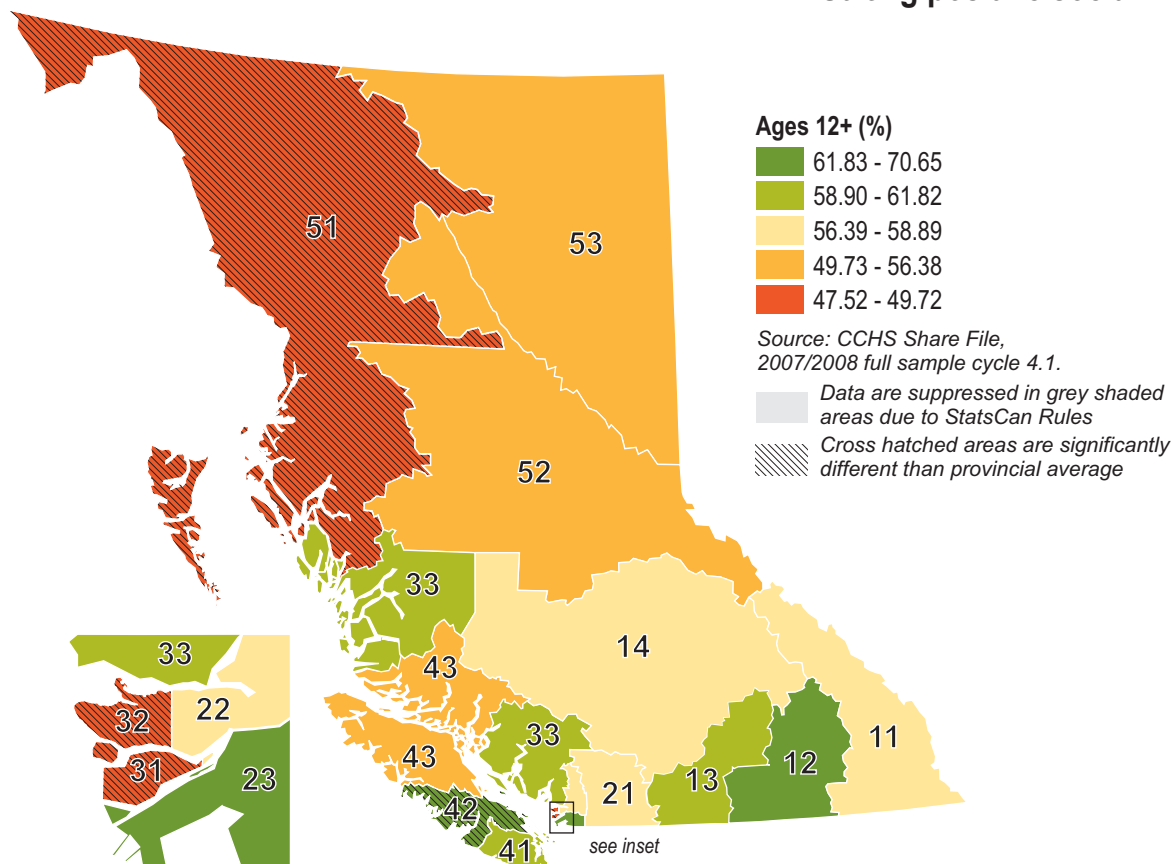 Ages 12+ (%)
61.83 - 70.65
58.90 - 61.82
56.39 - 58.89
49.73 - 56.38
47.52 - 49.72
Source: CCHS Share File,
2007/2008 full sample cycle 4.1.
Data are suppressed in grey shaded
areas due to StatsCan Rules
Cross hatched areas are significantly
different than provincial average
51
53
52
33
14
43
33
43
42
41
21
13
12
11
see inset
33
32
22
31
23